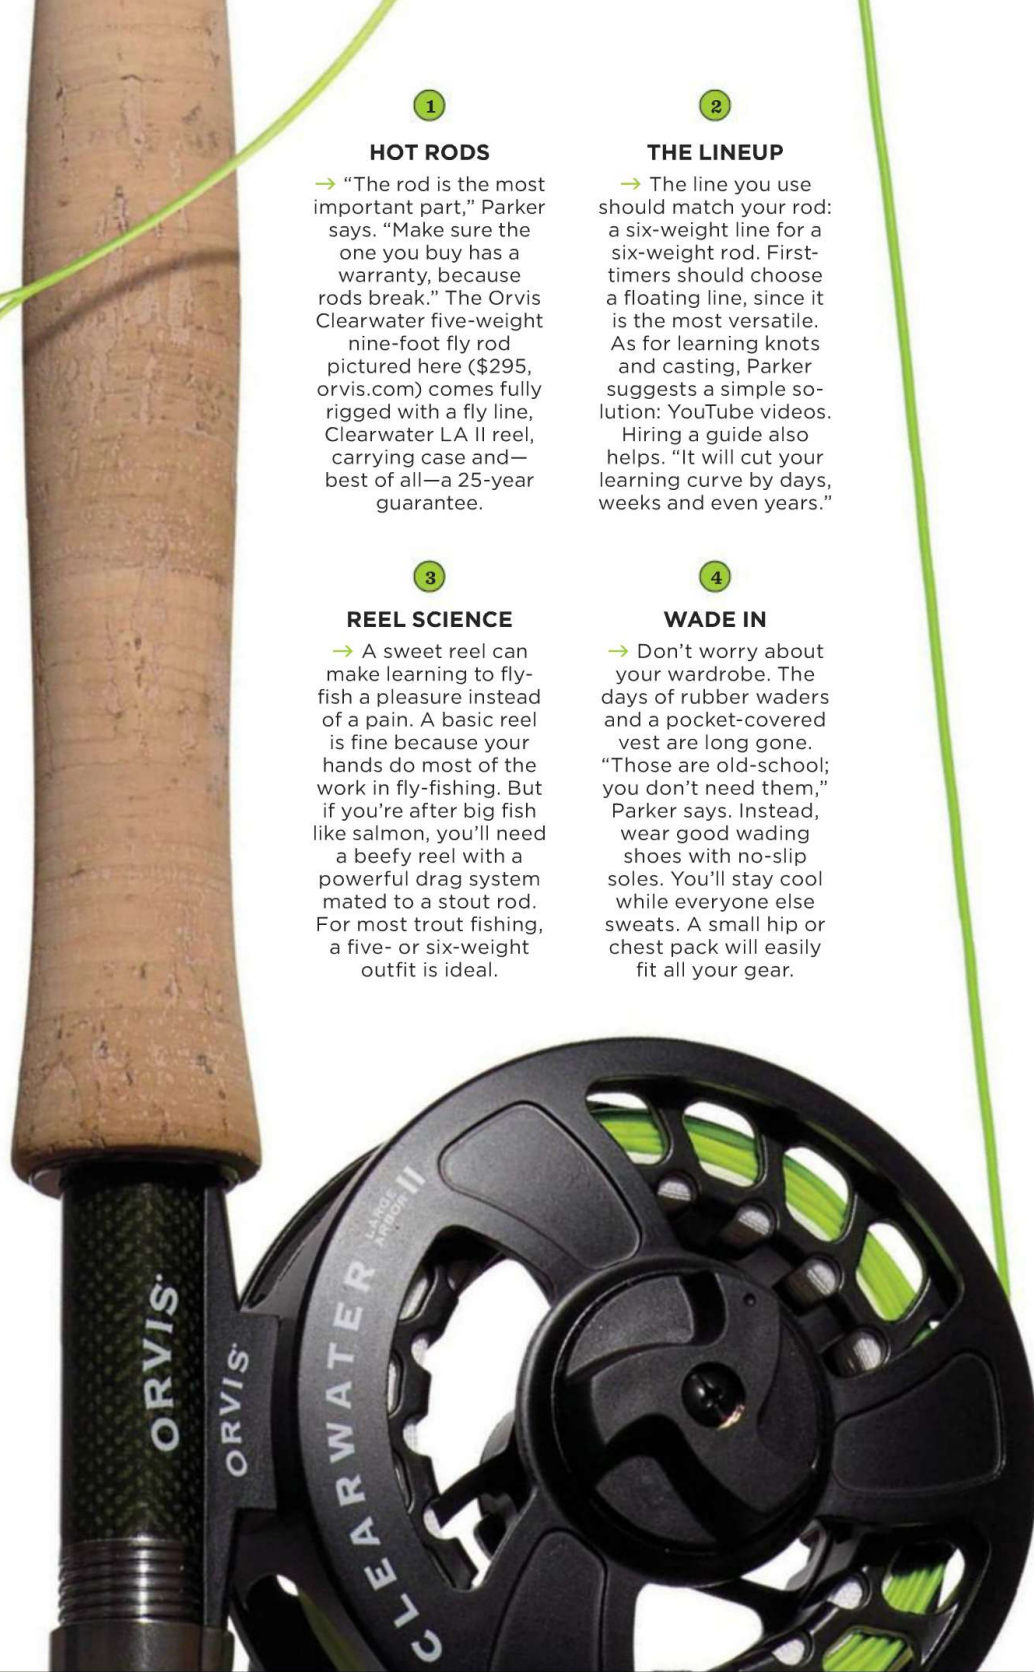 1
HOT RODS
→ “The rod is the most
important part,” Parker
says. “Make sure the
one you buy has a
warranty, because
rods break.” The Orvis
Clearwater five-weight
nine-foot fly rod
pictured here ($295,
orvis.com) comes fully
rigged with a fly line,
Clearwater LA II reel,
carrying case and—
best of all—a 25-year
guarantee.
2
THE LINEUP
→ The line you use
should match your rod:
a six-weight line for a
six-weight rod. First-
timers should choose
a floating line, since it
is the most versatile.
As for learning knots
and casting, Parker
suggests a simple so-
lution: YouTube videos.
Hiring a guide also
helps. “It will cut your
learning curve by days,
weeks and even years.”
3
REEL SCIENCE
→ A sweet reel can
make learning to fly-
fish a pleasure instead
of a pain. A basic reel
is fine because your
hands do most of the
work in fly-fishing. But
if you’re after big fish
like salmon, you’ll need
a beefy reel with a
powerful drag system
mated to a stout rod.
For most trout fishing,
a five- or six-weight
outfit is ideal.
4
WADE IN
→ Don’t worry about
your wardrobe. The
days of rubber waders
and a pocket-covered
vest are long gone.
“Those are old-school;
you don’t need them,”
Parker says. Instead,
wear good wading
shoes with no-slip
soles. You’ll stay cool
while everyone else
sweats. A small hip or
chest pack will easily
fit all your gear.
ORVIS
ORVIS
CLEARWATER
LARGE
ARBOR II